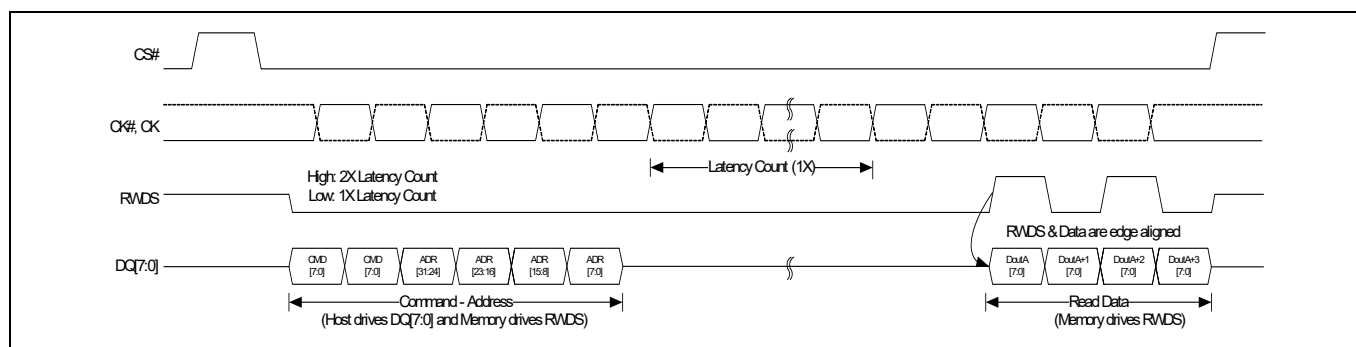 CS#
CK#, CK
Latency Count (1X)
High: 2X Latency Count
Low: 1X Latency Count
RWDS
RWDS & Data are edge aligned
DQ[7:0]
CMD [7:0]
CMD [7:0]
ADR [31:24]
ADR [23:16]
ADR [15:8]
ADR [7:0]
DoutA [7:0]
DoutA+1 [7:0]
DoutA+2 [7:0]
DoutA+3 [7:0]
Command - Address
(Host drives DQ[7:0] and Memory drives RWDS)
Read Data
(Memory drives RWDS)